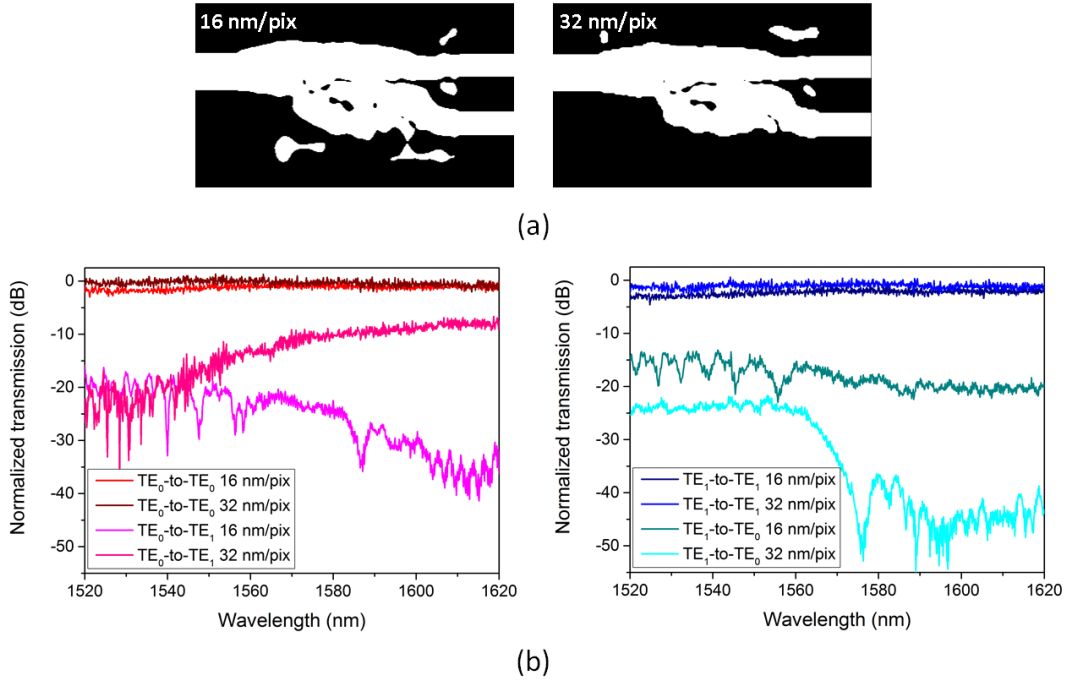 16 nm/pix
32 nm/pix
(a)
Normalized transmission (dB)
0
-10
-20
-30
-40
-50
TE₀-to-TE₀ 16 nm/pix
TE₀-to-TE₀ 32 nm/pix
TE₀-to-TE₁ 16 nm/pix
TE₀-to-TE₁ 32 nm/pix
1520 1540 1560 1580 1600 1620
Wavelength (nm)
Normalized transmission (dB)
0
-10
-20
-30
-40
-50
TE₁-to-TE₁ 16 nm/pix
TE₁-to-TE₁ 32 nm/pix
TE₁-to-TE₀ 16 nm/pix
TE₁-to-TE₀ 32 nm/pix
1520 1540 1560 1580 1600 1620
Wavelength (nm)
(b)